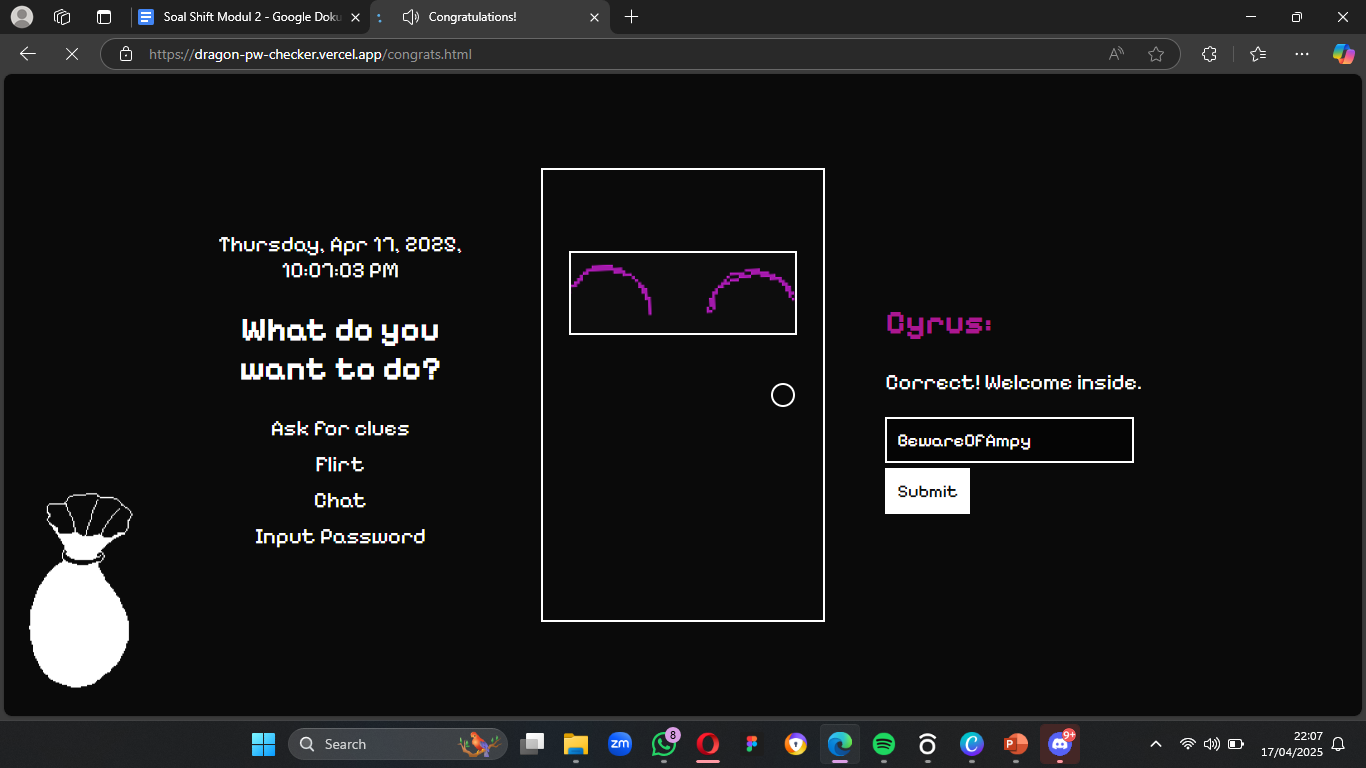 Soal Shift Modul 2 - Google Doku
Congratulations!
https://dragon-pw-checker.vercel.app/congrats.html
Thursday, Apr 17, 2025,
10:07:03 PM
What do you
want to do?
Ask for clues
Flirt
Chat
Input Password
Cyrus:
Correct! Welcome inside.
BewareOfAmpy
Submit
Search
zm
8
9+
22:07
17/04/2025